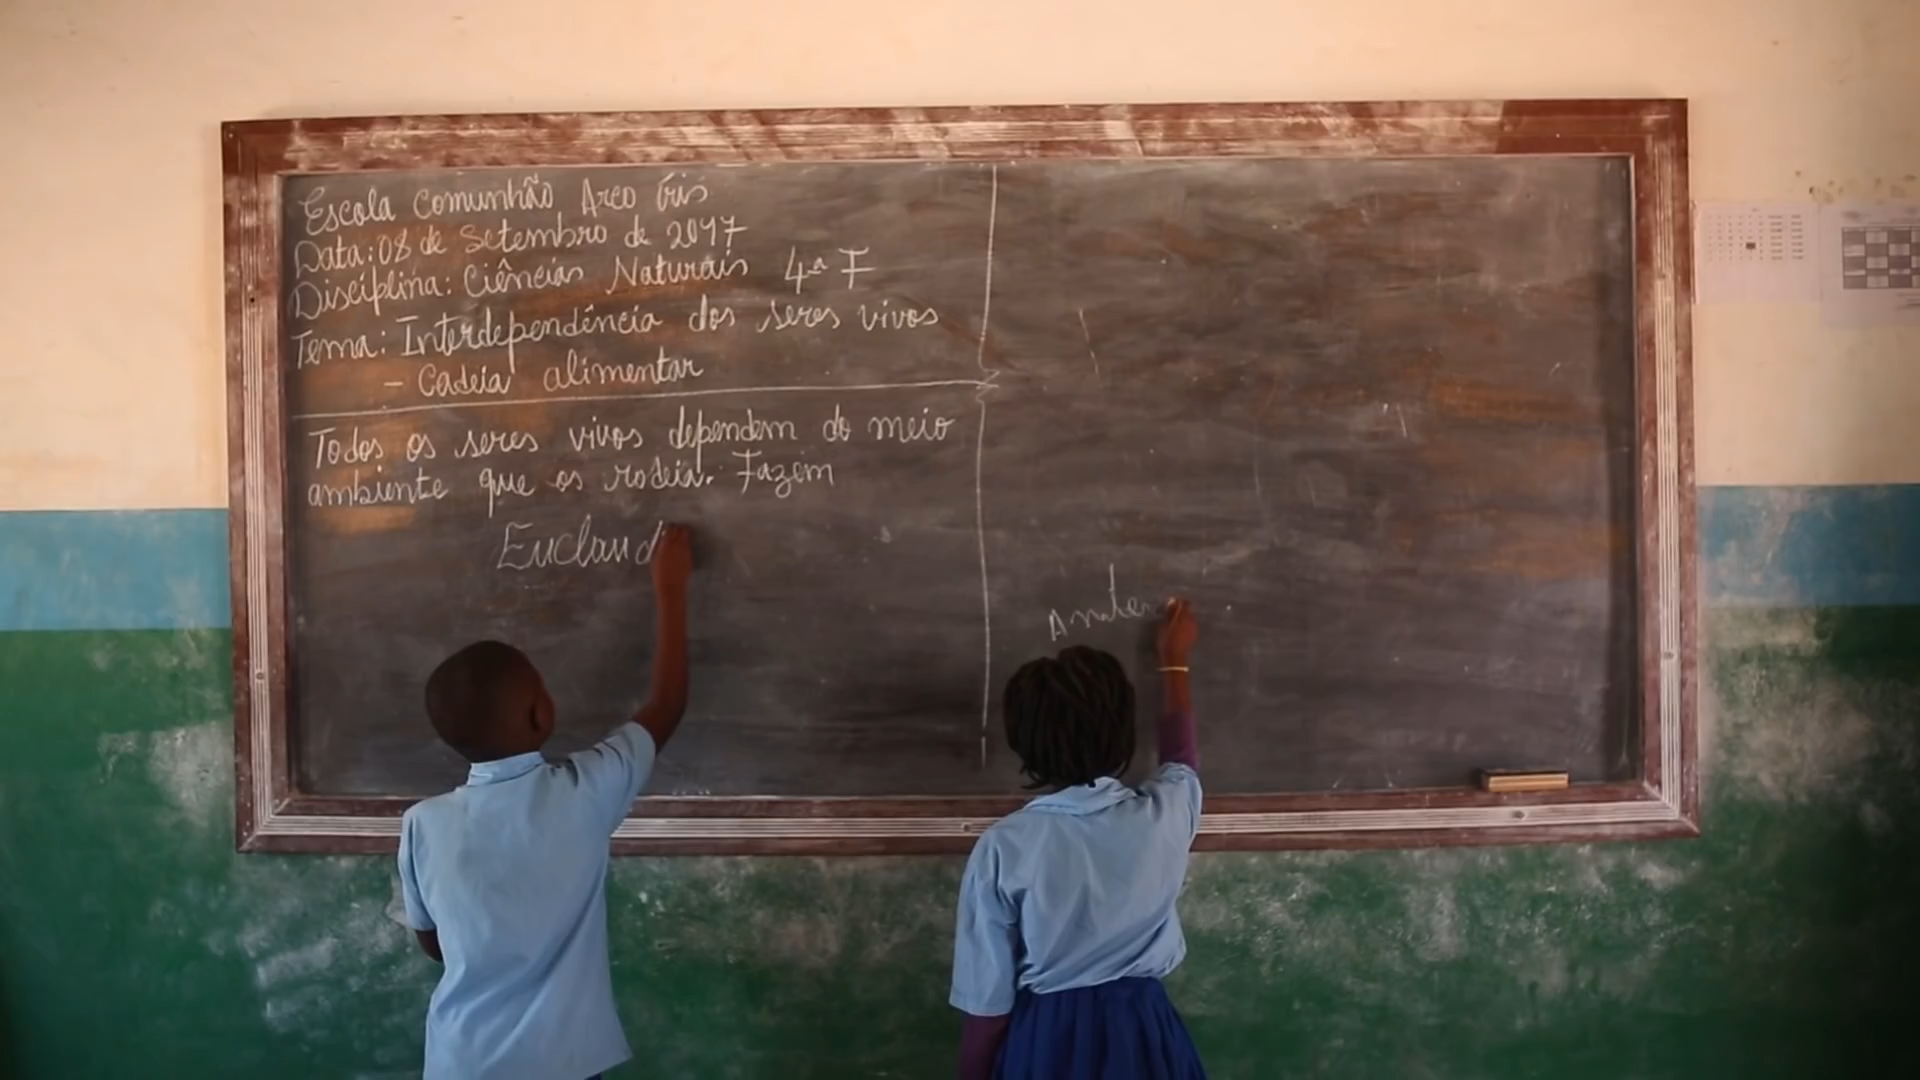 Escola Comunhão Arco Íris
Data: 08 de Setembro de 2017
Disciplina: Ciências Naturais 4ª F
Tema: Interdependência dos seres vivos
- Cadeia alimentar
Todos os seres vivos dependem do meio
ambiente que os rodeia. Fazem
Eucland